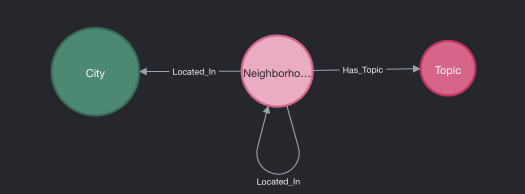 City
Located_In
Neighborho...
Has_Topic
Topic
Located_In